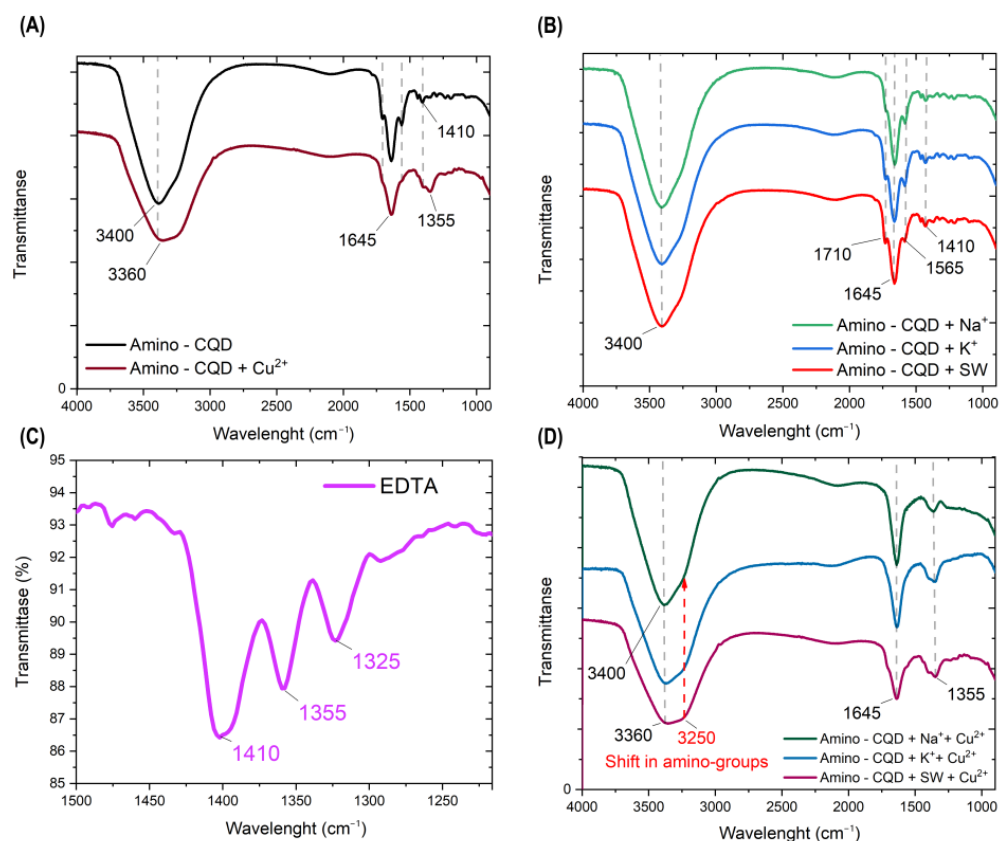 (A)
Transmittanse
3400
3360
1645
1410
1355
Amino - CQD
Amino - CQD + Cu²⁺
0
4000 3500 3000 2500 2000 1500 1000
Wavelenght (cm⁻¹)
(B)
Transmittanse
3400
1710
1645
1410
1565
Amino - CQD + Na⁺
Amino - CQD + K⁺
Amino - CQD + SW
0
4000 3500 3000 2500 2000 1500 1000
Wavelenght (cm⁻¹)
(C)
Transmittase (%)
95
94
93
92
91
90
89
88
87
86
85
EDTA
1325
1355
1410
1500 1450 1400 1350 1300 1250
Wavelenght (cm⁻¹)
(D)
Transmittanse
3400
3360
3250
Shift in amino-groups
1645
1355
Amino - CQD + Na⁺+ Cu²⁺
Amino - CQD + K⁺+ Cu²⁺
Amino - CQD + SW + Cu²⁺
0
4000 3500 3000 2500 2000 1500 1000
Wavelenght (cm⁻¹)